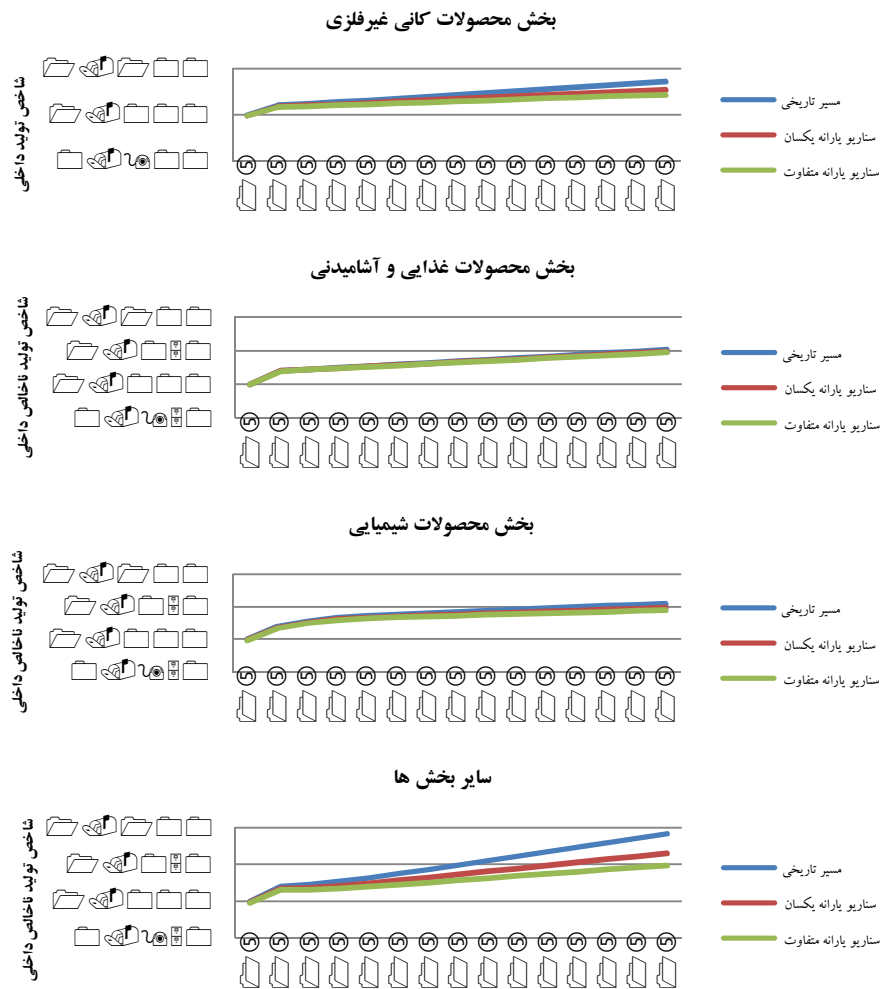 بخش محصولات کانی غیرفلزی
شاخص تولید داخلی
مسیر تاریخی
سناریو یارانه یکسان
سناریو یارانه متفاوت
بخش محصولات غذایی و آشامیدنی
شاخص تولید ناخالص داخلی
مسیر تاریخی
سناریو یارانه یکسان
سناریو یارانه متفاوت
بخش محصولات شیمیایی
شاخص تولید ناخالص داخلی
مسیر تاریخی
سناریو یارانه یکسان
سناریو یارانه متفاوت
سایر بخش ها
شاخص تولید ناخالص داخلی
مسیر تاریخی
سناریو یارانه یکسان
سناریو یارانه متفاوت